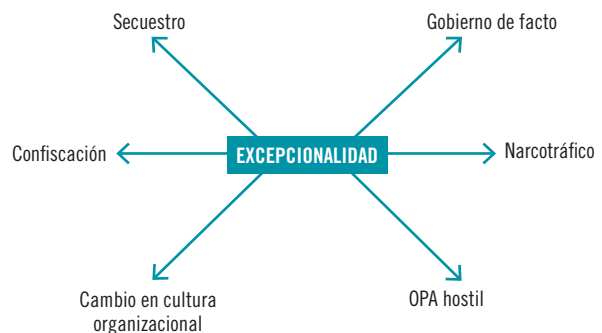 Secuestro
Gobierno de facto
Confiscación
EXCEPCIONALIDAD
Narcotráfico
Cambio en cultura
organizacional
OPA hostil